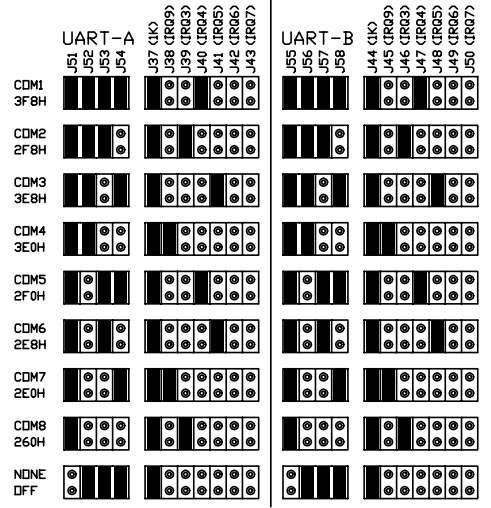 UART-A
J51
J52
J53
J54
J37 (1K)
J38 (IRQ9)
J39 (IRQ3)
J40 (IRQ4)
J41 (IRQ5)
J42 (IRQ6)
J43 (IRQ7)
UART-B
J55
J56
J57
J58
J44 (1K)
J45 (IRQ9)
J46 (IRQ3)
J47 (IRQ4)
J48 (IRQ5)
J49 (IRQ6)
J50 (IRQ7)
COM1
3F8H
COM2
2F8H
COM3
3E8H
COM4
3E0H
COM5
2F0H
COM6
2E8H
COM7
2E0H
COM8
260H
NONE
OFF